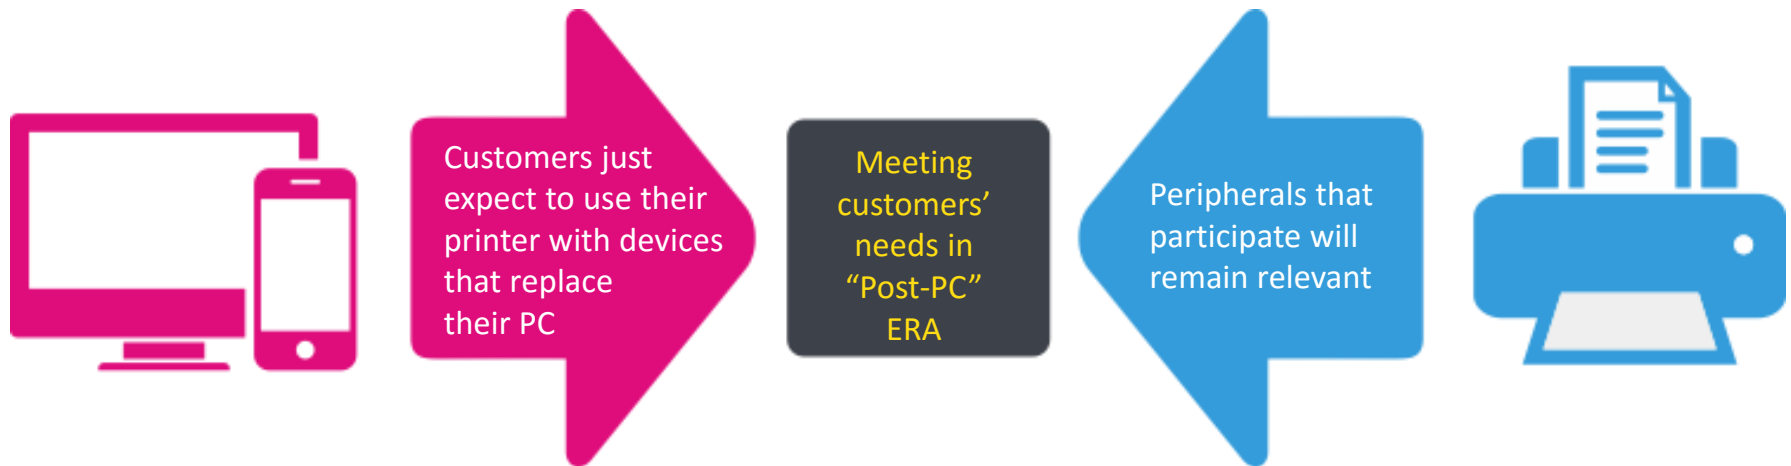 Customers just
expect to use their
printer with devices
that replace
their PC
Meeting
customers’
needs in
“Post-PC”
ERA
Peripherals that
participate will
remain relevant